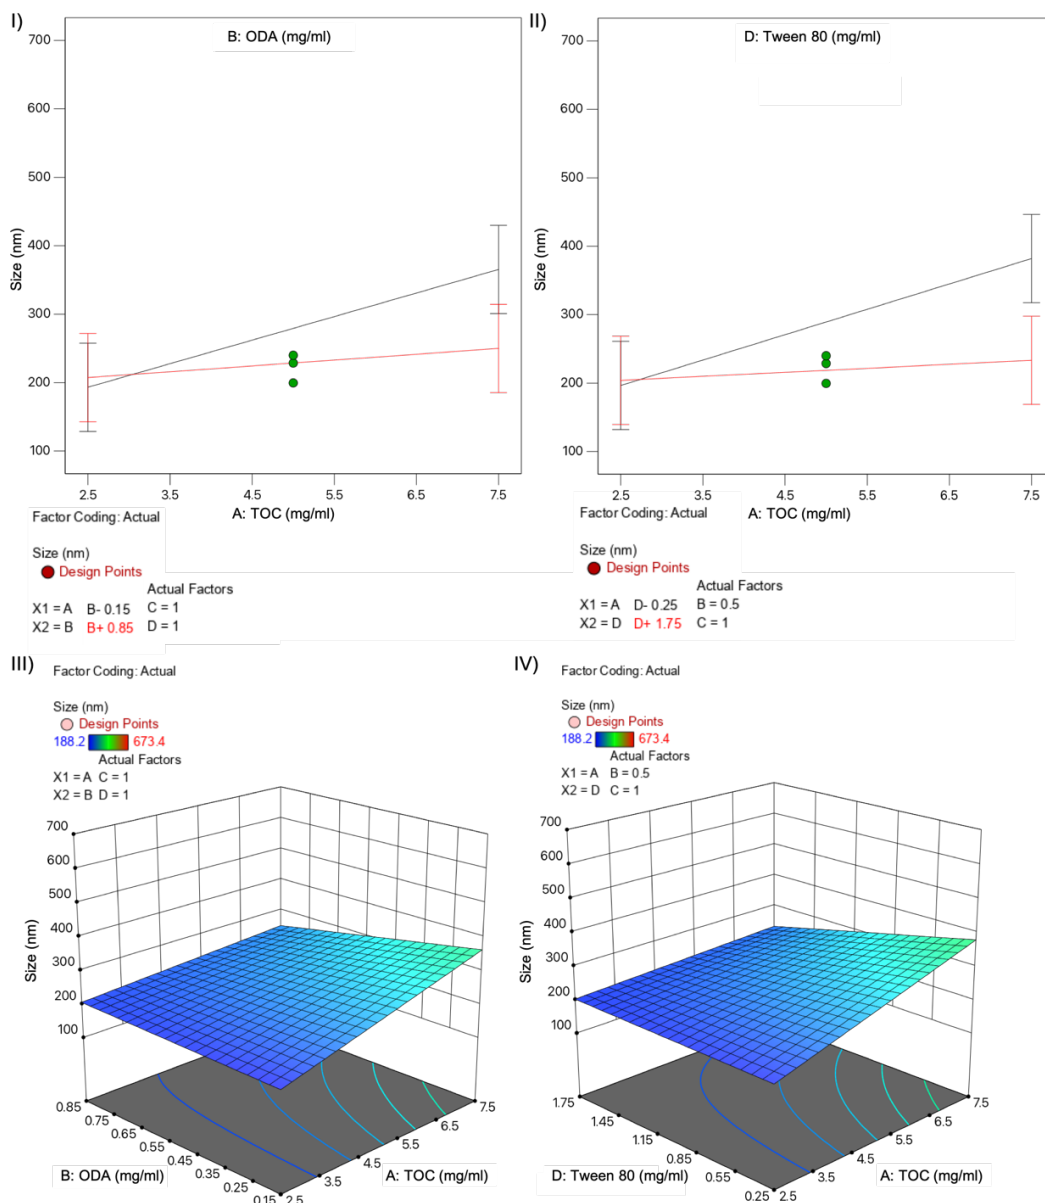 I)
B: ODA (mg/ml)
700
600
500
400
300
200
100
Size (nm)
2.5 3.5 4.5 5.5 6.5 7.5
A: TOC (mg/ml)
Factor Coding: Actual
Size (nm)
Design Points
Actual Factors
X1 = A B- 0.15 C = 1
X2 = B B+ 0.85 D = 1
II)
D: Tween 80 (mg/ml)
700
600
500
400
300
200
100
Size (nm)
2.5 3.5 4.5 5.5 6.5 7.5
A: TOC (mg/ml)
Factor Coding: Actual
Size (nm)
Design Points
Actual Factors
X1 = A D- 0.25 B = 0.5
X2 = D D+ 1.75 C = 1
III)
Factor Coding: Actual
Size (nm)
Design Points
188.2 673.4
Actual Factors
X1 = A C = 1
X2 = B D = 1
700
600
500
400
300
200
100
Size (nm)
0.85
0.75
0.65
0.55
0.45
0.35
0.25
0.15
B: ODA (mg/ml)
2.5
3.5
4.5
5.5
6.5
7.5
A: TOC (mg/ml)
IV)
Factor Coding: Actual
Size (nm)
Design Points
188.2 673.4
Actual Factors
X1 = A B = 0.5
X2 = D C = 1
700
600
500
400
300
200
100
Size (nm)
1.75
1.45
1.15
0.85
0.55
0.25
D: Tween 80 (mg/ml)
2.5
3.5
4.5
5.5
6.5
7.5
A: TOC (mg/ml)